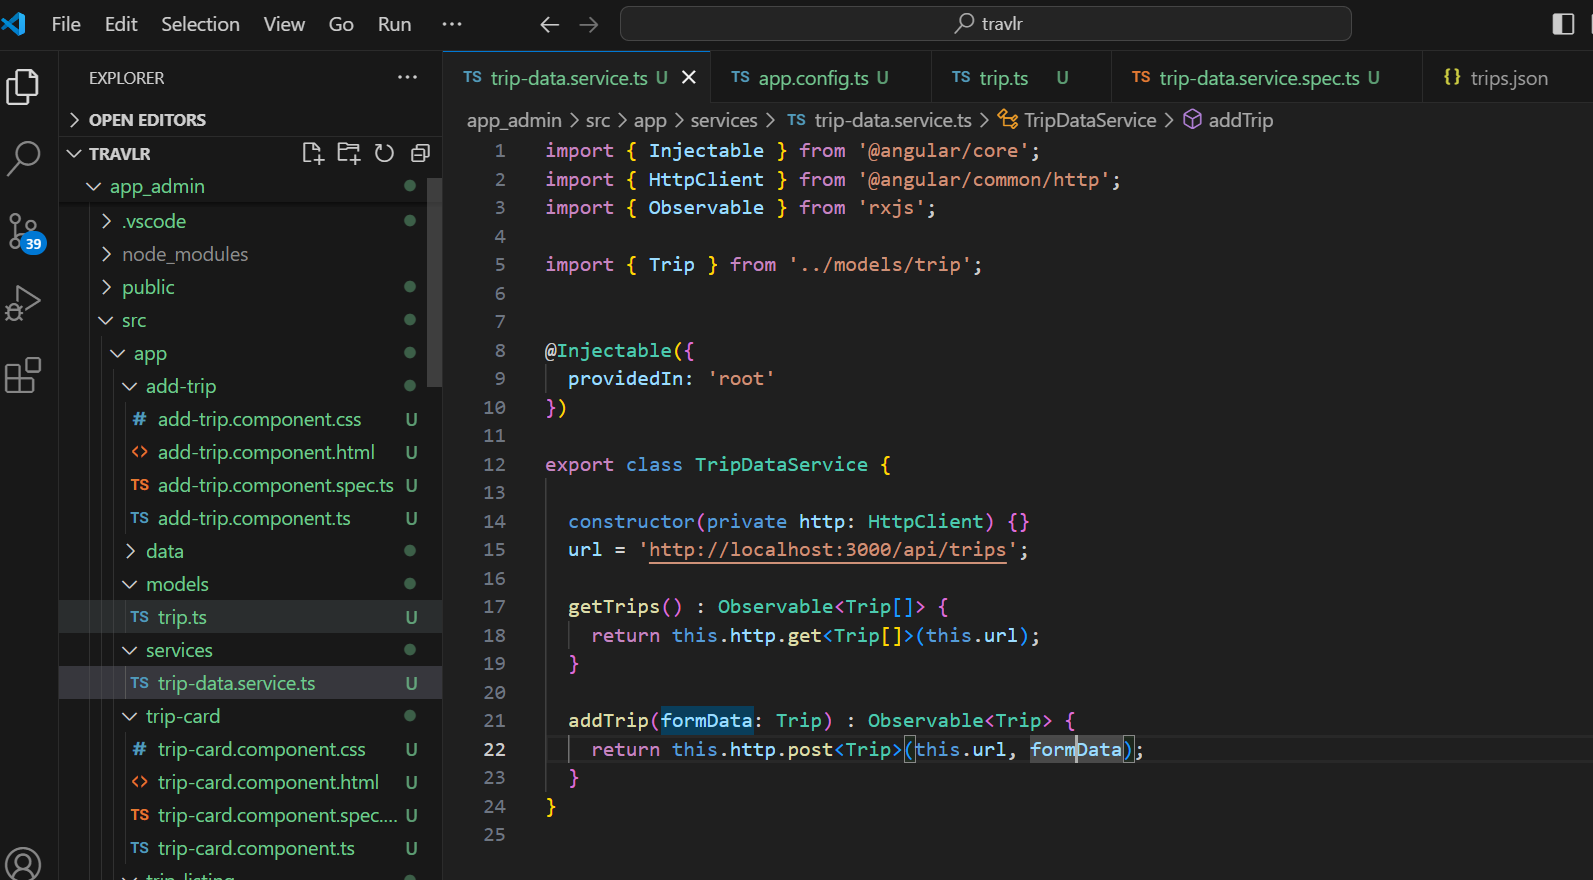 File Edit Selection View Go Run ···
travlr
EXPLORER ···
OPEN EDITORS
TRAVLR
app_admin
.vscode
node_modules
public
src
app
add-trip
# add-trip.component.css U
<> add-trip.component.html U
TS add-trip.component.spec.ts U
TS add-trip.component.ts U
data
models
TS trip.ts U
services
TS trip-data.service.ts U
trip-card
# trip-card.component.css U
<> trip-card.component.html U
TS trip-card.component.spec.... U
TS trip-card.component.ts U
trip-listing
39
TS trip-data.service.ts U
TS app.config.ts U
TS trip.ts U
TS trip-data.service.spec.ts U
{} trips.json
app_admin > src > app > services > TS trip-data.service.ts > TripDataService > addTrip
1 import { Injectable } from '@angular/core';
2 import { HttpClient } from '@angular/common/http';
3 import { Observable } from 'rxjs';
4
5 import { Trip } from '../models/trip';
6
7
8 @Injectable({
9 providedIn: 'root'
10 })
11
12 export class TripDataService {
13
14 constructor(private http: HttpClient) {}
15 url = 'http://localhost:3000/api/trips';
16
17 getTrips() : Observable<Trip[]> {
18 return this.http.get<Trip[]>(this.url);
19 }
20
21 addTrip(formData: Trip) : Observable<Trip> {
22 return this.http.post<Trip>(this.url, formData);
23 }
24 }
25